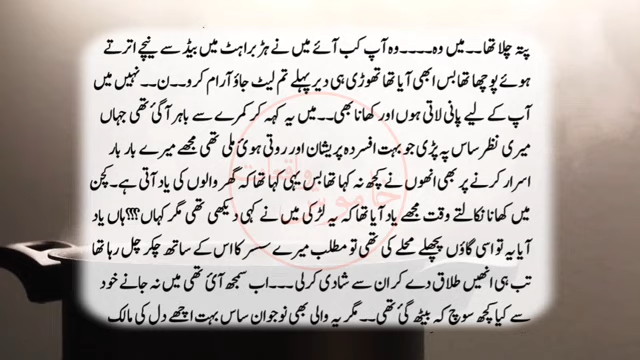 پتہ چلا تھا۔۔میں وہ۔۔۔۔وہ آپ کب آئے میں نے ہڑبراہٹ میں بیڈ سے نیچے اترتے
ہوئے پوچھا تھا بس ابھی آیا تھا تھوڑی ہی دیر پہلے تم لیٹ جاؤ آرام کرو۔۔ن۔۔نہیں میں
آپ کے لیے پانی لاتی ہوں اور کھانا بھی۔۔میں یہ کہہ کر کمرے سے باہر آگئ تھی جہاں
میری نظر ساس پہ پڑی جو بہت افسردہ پریشان اور روتی ہوئ ملی تھی مجھے میرے بار بار
اسرار کرنے پر بھی انھوں نے کچھ نہ کہا تھا بس یہی کہا تھا کہ گھر والوں کی یاد آتی ہے۔کچن
میں کھانا نکالتے وقت مجھے یاد آیا تھا کہ یہ لڑکی میں نے کہی دیکھی تھی مگر کہاں؟؟؟ہاں یاد
آیا یہ تو اسی گاؤں پچھلے محلے کی تھی تو مطلب میرے سسر کا اس کے ساتھ چکر چل رہا تھا
تب ہی انھیں طلاق دے کر ان سے شادی کرلی۔۔۔اب سمجھ آئ تھی میں نہ جانے خود
سے کیا کچھ سوچ کہ بیٹھ گئ تھی۔۔مگر یہ والی بھی نوجوان ساس بہت اچھے دل کی مالک